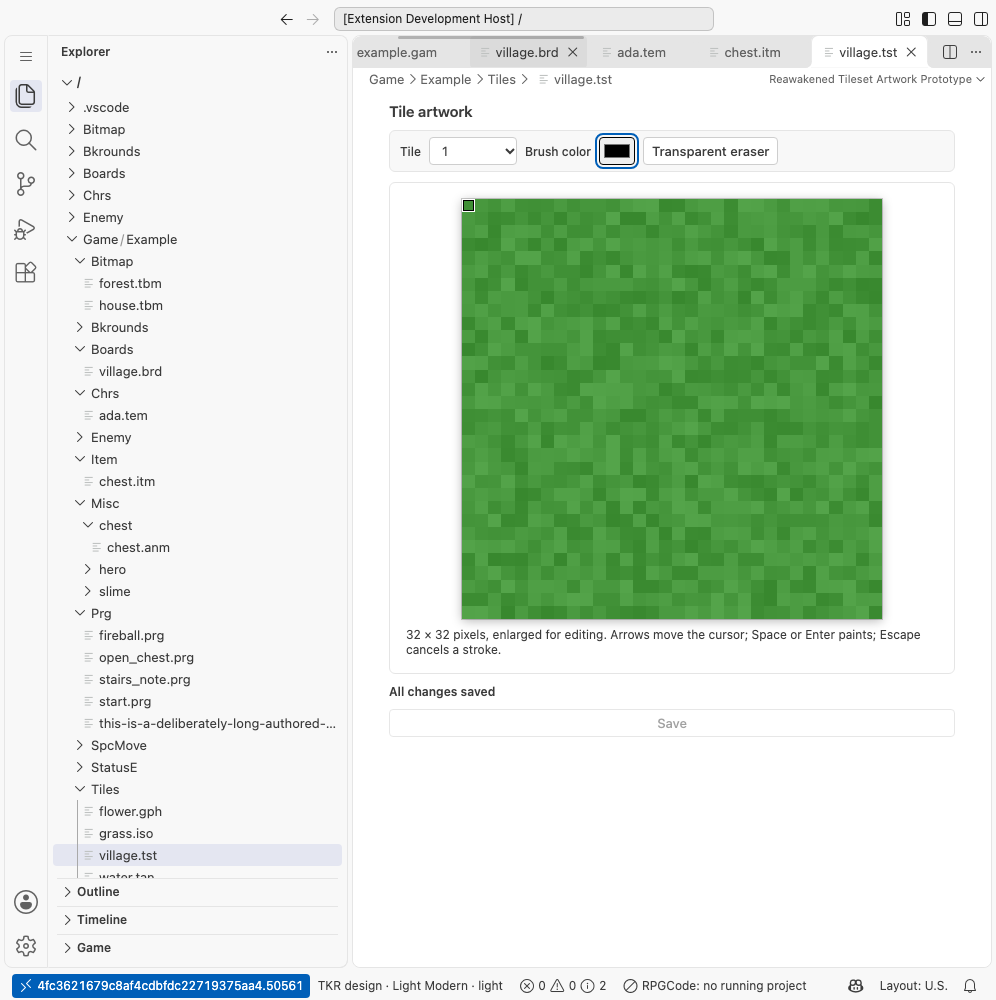 [Extension Development Host] /
Explorer
/
.vscode
Bitmap
Bkrounds
Boards
Chrs
Enemy
Game / Example
Bitmap
forest.tbm
house.tbm
Bkrounds
Boards
village.brd
Chrs
ada.tem
Enemy
Item
chest.itm
Misc
chest
chest.anm
hero
slime
Prg
fireball.prg
open_chest.prg
stairs_note.prg
start.prg
this-is-a-deliberately-long-authored-...
SpcMove
StatusE
Tiles
flower.gph
grass.iso
village.tst
water.tan
Outline
Timeline
Game
example.gam
village.brd
ada.tem
chest.itm
village.tst
Game > Example > Tiles > village.tst
Reawakened Tileset Artwork Prototype
Tile artwork
Tile 1 Brush color Transparent eraser
32 × 32 pixels, enlarged for editing. Arrows move the cursor; Space or Enter paints; Escape
cancels a stroke.
All changes saved
Save
4fc3621679c8af4cdbfdc22719375aa4.50561 TKR design · Light Modern · light 0 0 2 RPGCode: no running project Layout: U.S.